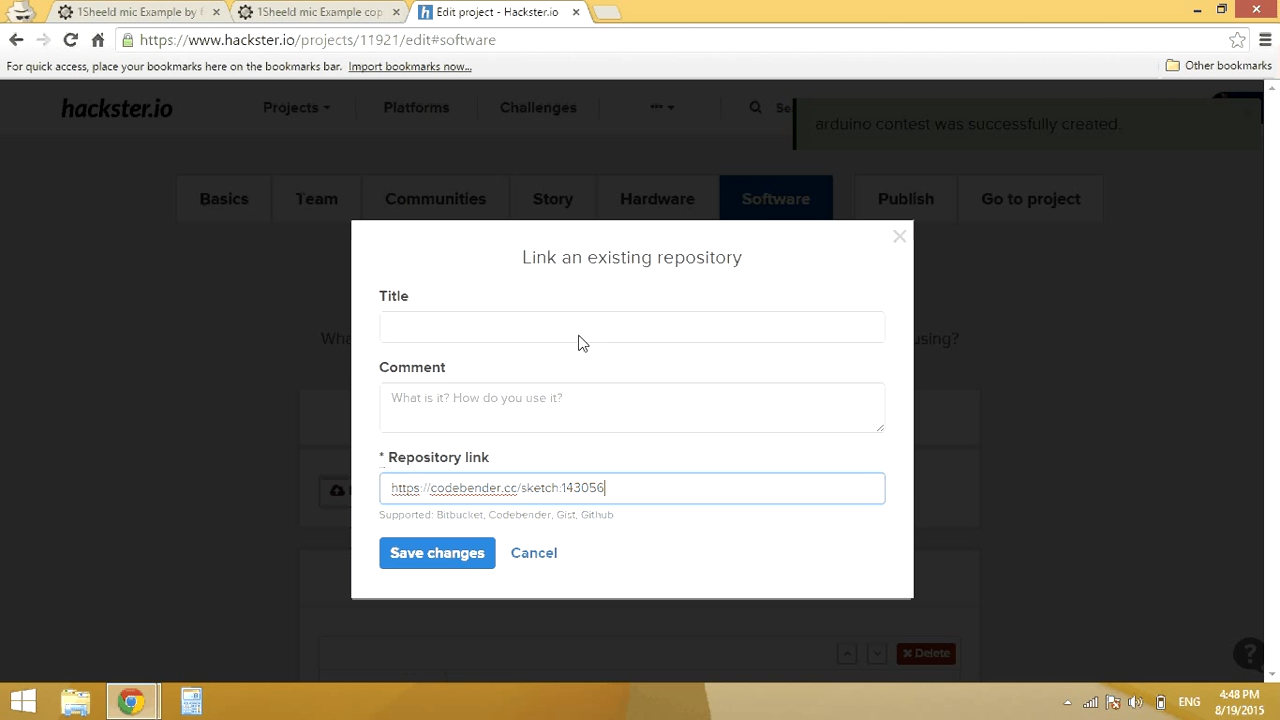 1Sheeld mic Example by f
1Sheeld mic Example cop
Edit project - Hackster.io
https://www.hackster.io/projects/11921/edit#software
For quick access, place your bookmarks here on the bookmarks bar. Import bookmarks now...
Other bookmarks
hackster.io
Projects
Platforms
Challenges
arduino contest was successfully created.
Basics
Team
Communities
Story
Hardware
Software
Publish
Go to project
Link an existing repository
Title
Comment
What is it? How do you use it?
* Repository link
https://codebender.cc/sketch:143056
Supported: Bitbucket, Codebender, Gist, Github
Save changes
Cancel
Delete
ENG
4:48 PM
8/19/2015